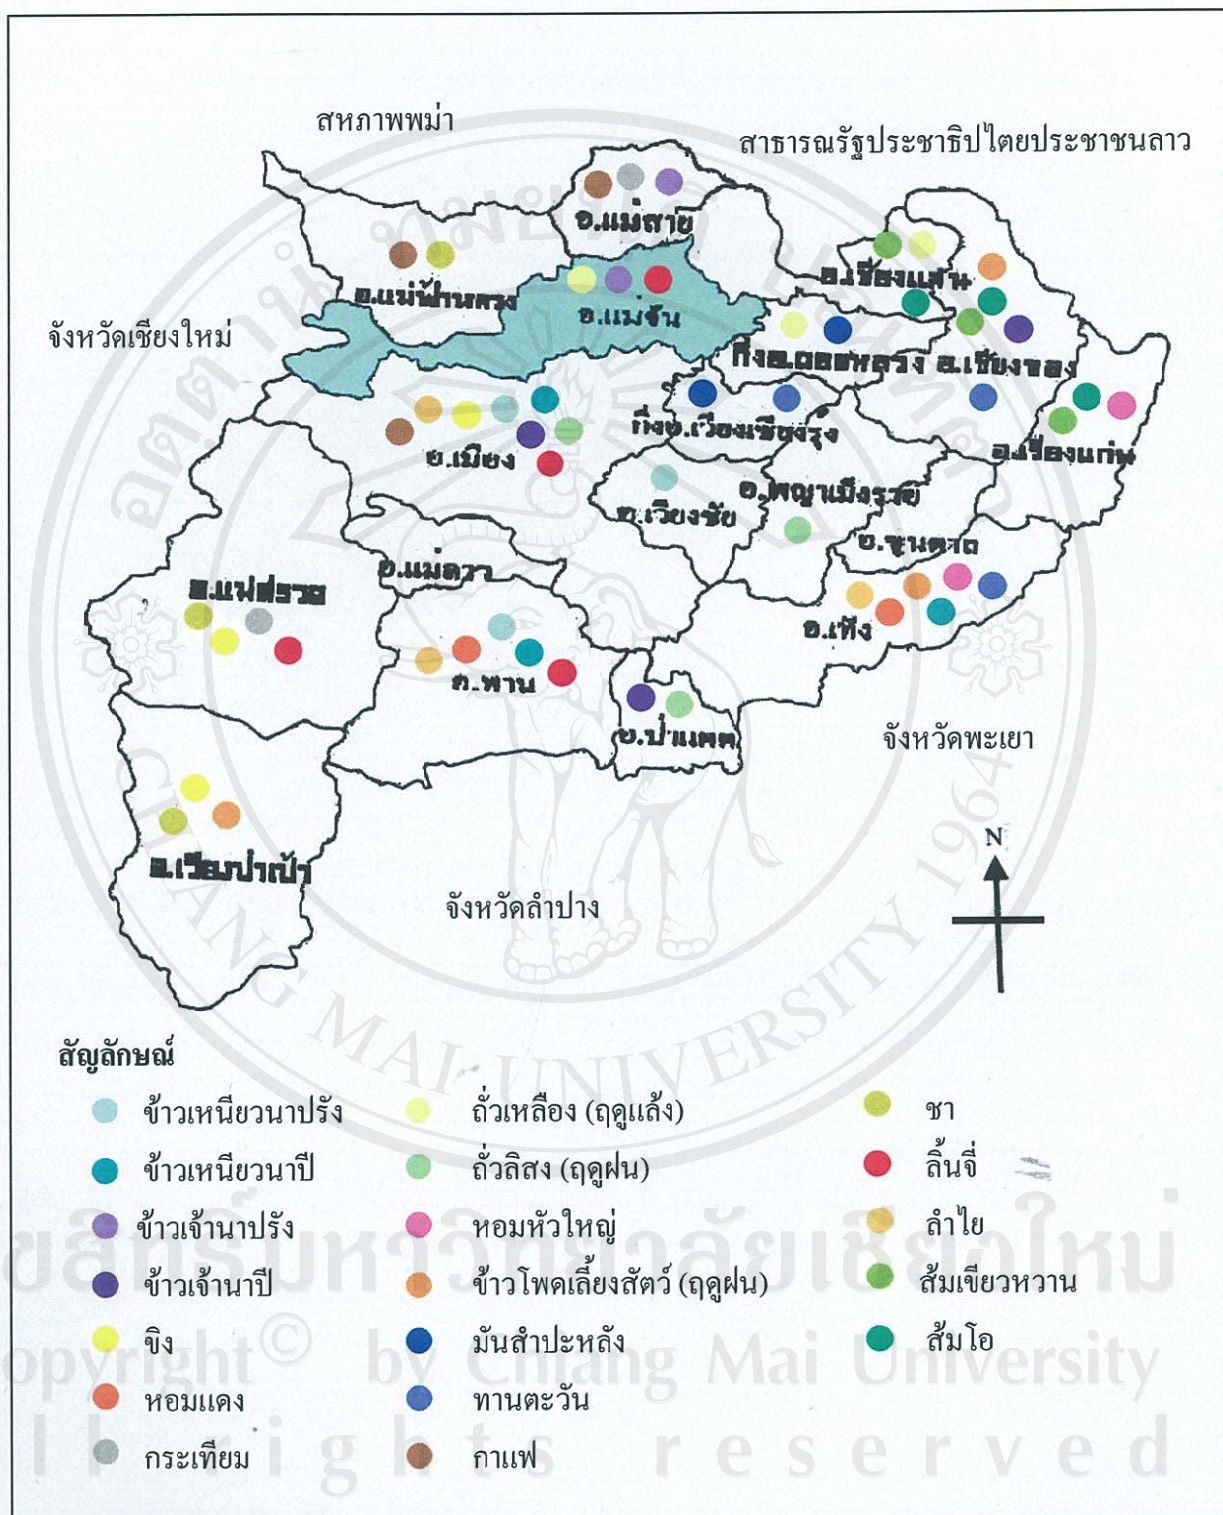 สหภาพพม่า
สาธารณรัฐประชาธิปไตยประชาชนลาว
อ.แม่สาย
อ.เชียงแสน
อ.แม่ฟ้าหลวง
อ.แม่จัน
จังหวัดเชียงใหม่
กิ่งอ.ดอยหลวง
อ.เชียงของ
กิ่งอ.เวียงเชียงรุ้ง
อ.เวียงแก่น
อ.เมือง
อ.พญาเม็งราย
อ.เวียงชัย
อ.ขุนตาล
อ.แม่ลาว
อ.แม่สรวย
อ.เทิง
อ.พาน
อ.ป่าแดด
จังหวัดพะเยา
อ.เวียงป่าเป้า
จังหวัดลำปาง
N
CHIANG MAI UNIVERSITY 1964
สัญลักษณ์
ข้าวเหนียวนาปรัง
ถั่วเหลือง (ฤดูแล้ง)
ชา
ข้าวเหนียวนาปี
ถั่วลิสง (ฤดูฝน)
ลิ้นจี่
ข้าวเจ้านาปรัง
หอมหัวใหญ่
ลำไย
ข้าวเจ้านาปี
ข้าวโพดเลี้ยงสัตว์ (ฤดูฝน)
ส้มเขียวหวาน
ขิง
มันสำปะหลัง
ส้มโอ
หอมแดง
ทานตะวัน
กระเทียม
กาแฟ
ขสิทธิ์มหาวิทยาลัยเชียงใหม่
opyright © by Chiang Mai University
ll rights reserved